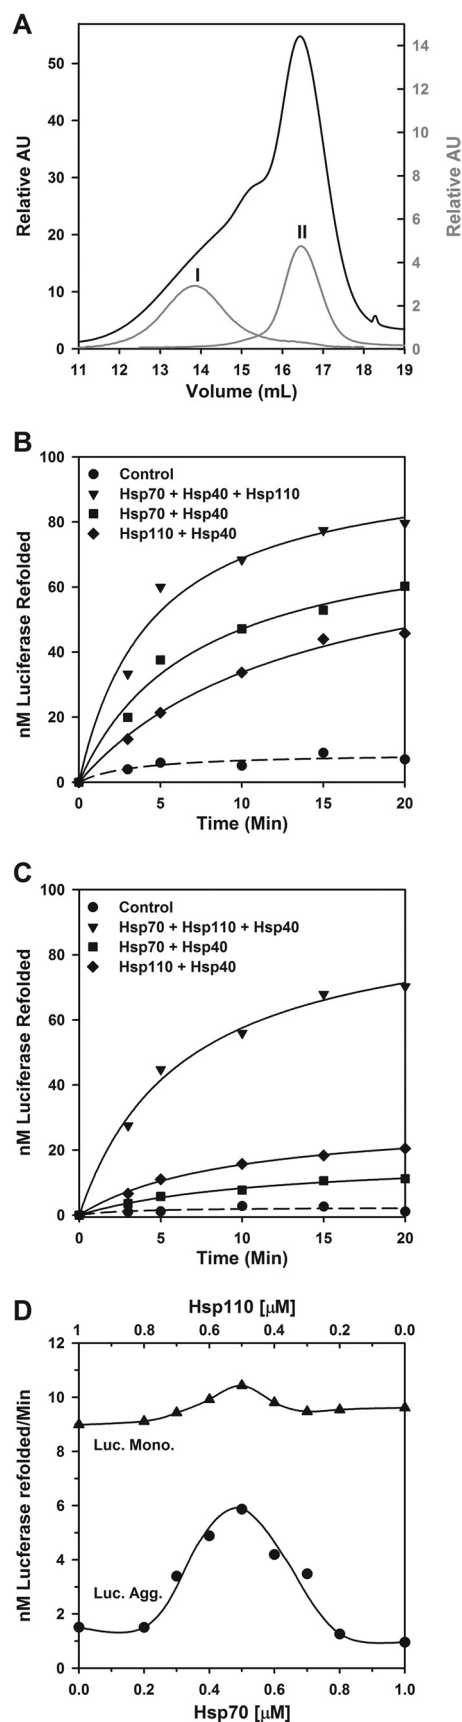 A
Relative AU
50
40
30
20
10
0
14
12
10
8
6
4
2
0
Relative AU
I
II
11 12 13 14 15 16 17 18 19
Volume (mL)
B
nM Luciferase Refolded
100
80
60
40
20
0
Control
Hsp70 + Hsp40 + Hsp110
Hsp70 + Hsp40
Hsp110 + Hsp40
0 5 10 15 20
Time (Min)
C
nM Luciferase Refolded
100
80
60
40
20
0
Control
Hsp70 + Hsp110 + Hsp40
Hsp70 + Hsp40
Hsp110 + Hsp40
0 5 10 15 20
Time (Min)
D
Hsp110 [µM]
1 0.8 0.6 0.4 0.2 0.0
nM Luciferase refolded/Min
12
10
8
6
4
2
0
Luc. Mono.
Luc. Agg.
0.0 0.2 0.4 0.6 0.8 1.0
Hsp70 [µM]